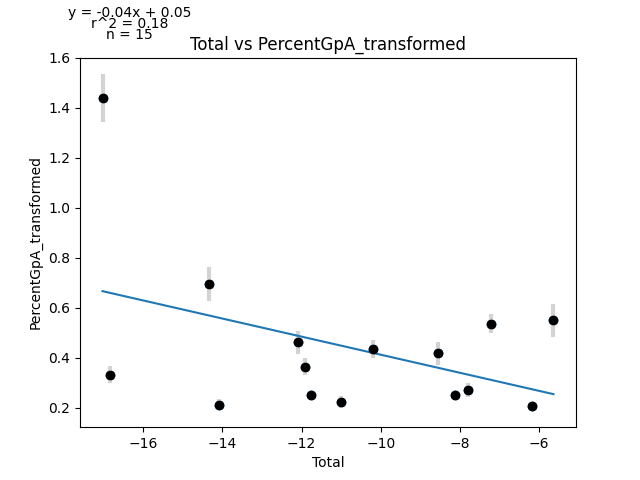 y = -0.04x + 0.05
r^2 = 0.18
n = 15
Total vs PercentGpA_transformed
PercentGpA_transformed
1.6
1.4
1.2
1.0
0.8
0.6
0.4
0.2
−16
−14
−12
−10
−8
−6
Total